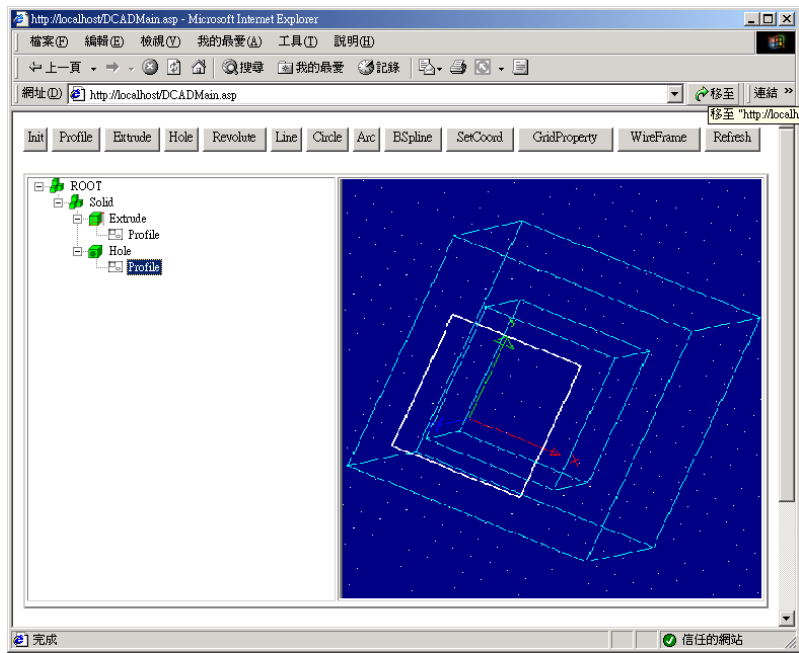 http://localhost/DCADMain.asp - Microsoft Internet Explorer
檔案(F) 編輯(E) 檢視(V) 我的最愛(A) 工具(T) 說明(H)
上一頁 搜尋 我的最愛 記錄
網址(D) http://localhost/DCADMain.asp 移至 連結 »
移至 "http://localh
Init Profile Extrude Hole Revolute Line Circle Arc BSpline SetCoord GridProperty WireFrame Refresh
ROOT
Solid
Extrude
Profile
Hole
Profile
X
完成 信任的網站